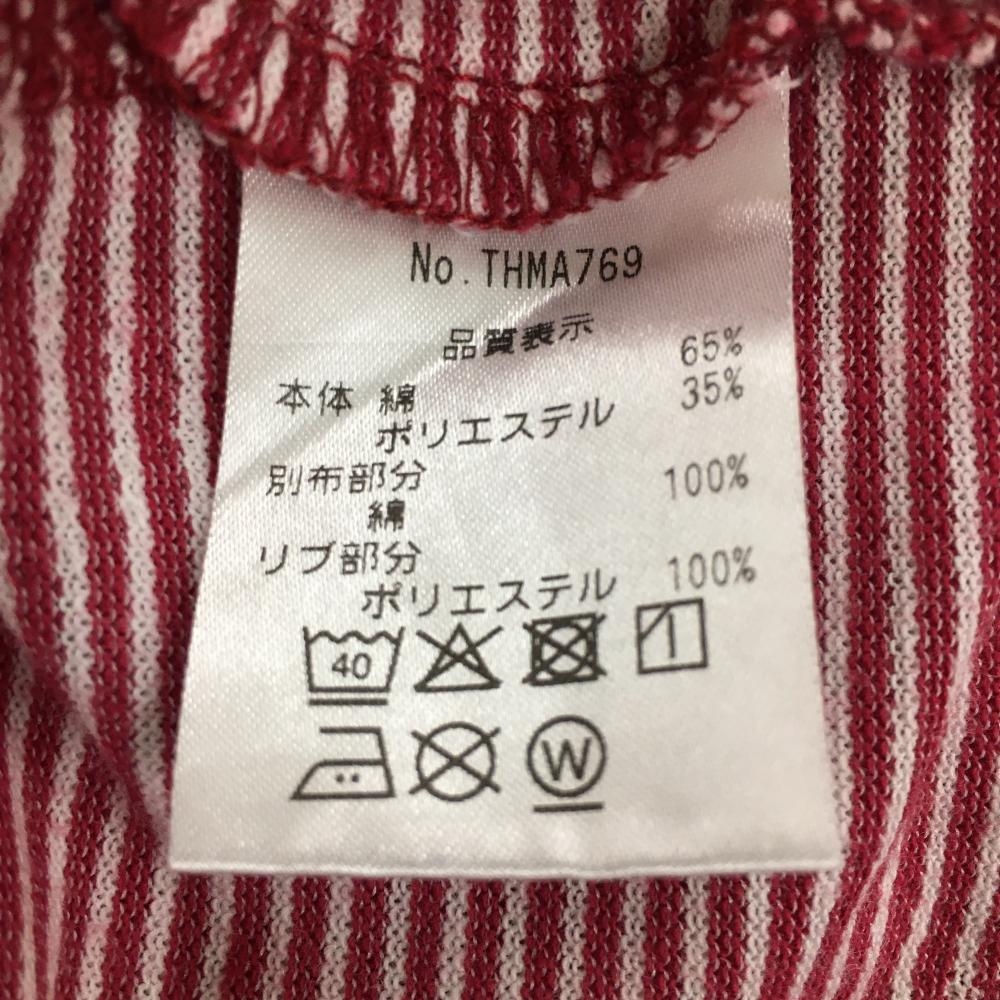 No.THMA769
品質表示
本体 綿 65%
ポリエステル 35%
別布部分
綿 100%
リブ部分
ポリエステル 100%
40
W